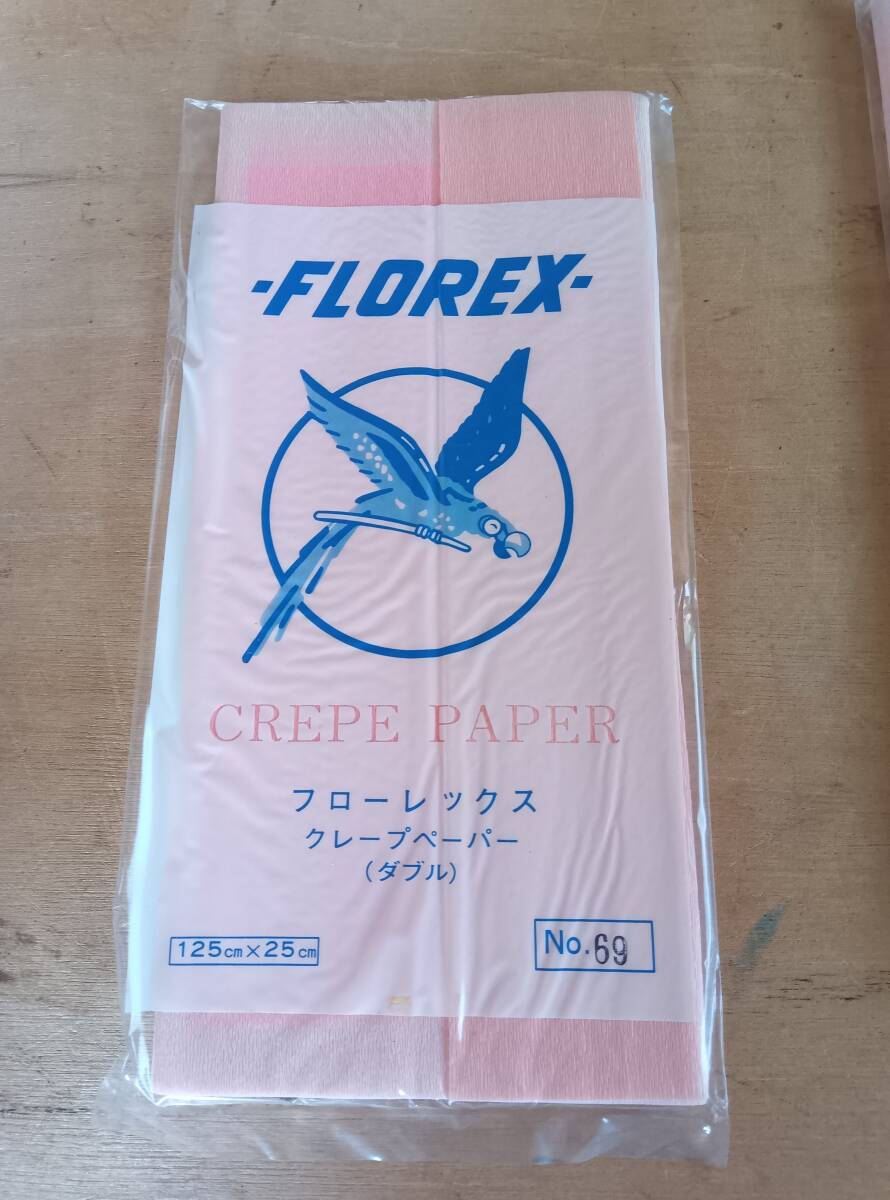 -FLOREX-
CREPE PAPER
フローレックス
クレープペーパー
(ダブル)
125cm×25cm
No.69